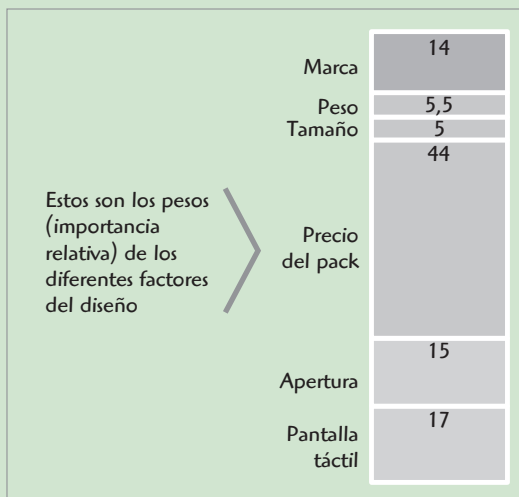 Estos son los pesos
(importancia
relativa) de los
diferentes factores
del diseño
Marca 14
Peso 5,5
Tamaño 5
44
Precio
del pack
15
Apertura
17
Pantalla
táctil